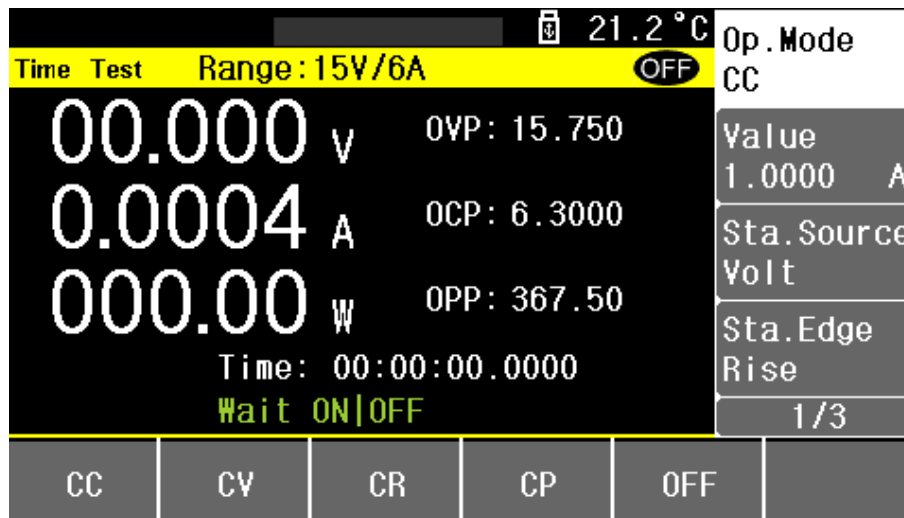 21.2°C
Time Test Range:15V/6A OFF
00.000 V OVP: 15.750
0.0004 A OCP: 6.3000
000.00 W OPP: 367.50
Time: 00:00:00.0000
Wait ON|OFF
Op.Mode
CC
Value
1.0000 A
Sta.Source
Volt
Sta.Edge
Rise
1/3
CC CV CR CP OFF